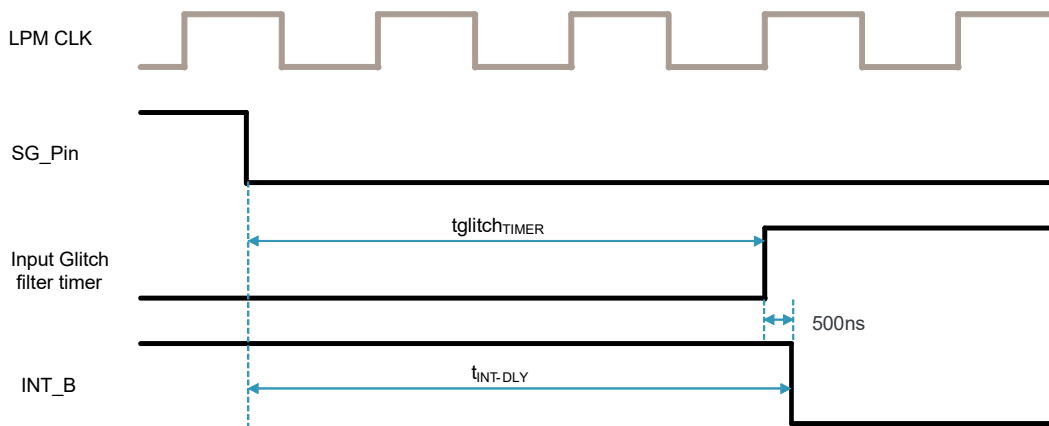 LPM CLK
SG_Pin
tglitchTIMER
Input Glitch
filter timer
500ns
INT_B
tINT-DLY